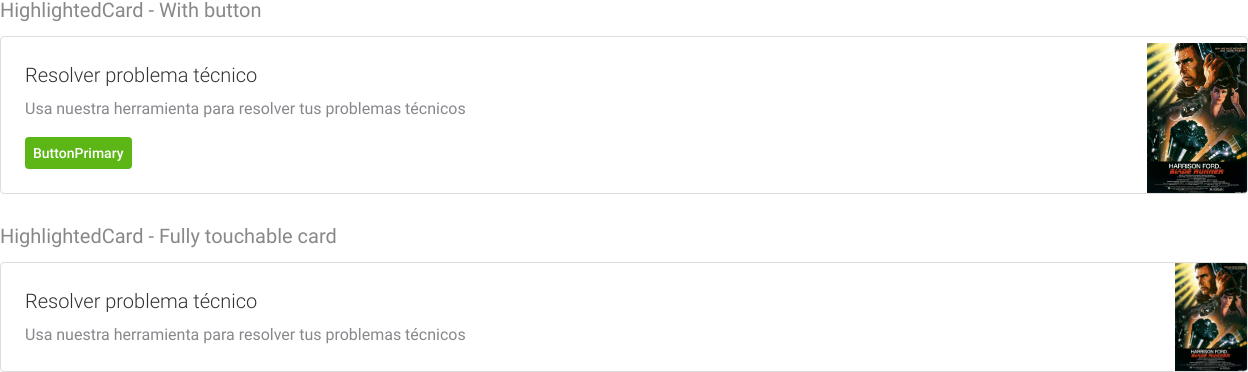 HighlightedCard - With button
Resolver problema técnico
Usa nuestra herramienta para resolver tus problemas técnicos
ButtonPrimary
HARRISON FORD
BLADE RUNNER
HighlightedCard - Fully touchable card
Resolver problema técnico
Usa nuestra herramienta para resolver tus problemas técnicos
HARRISON FORD
BLADE RUNNER